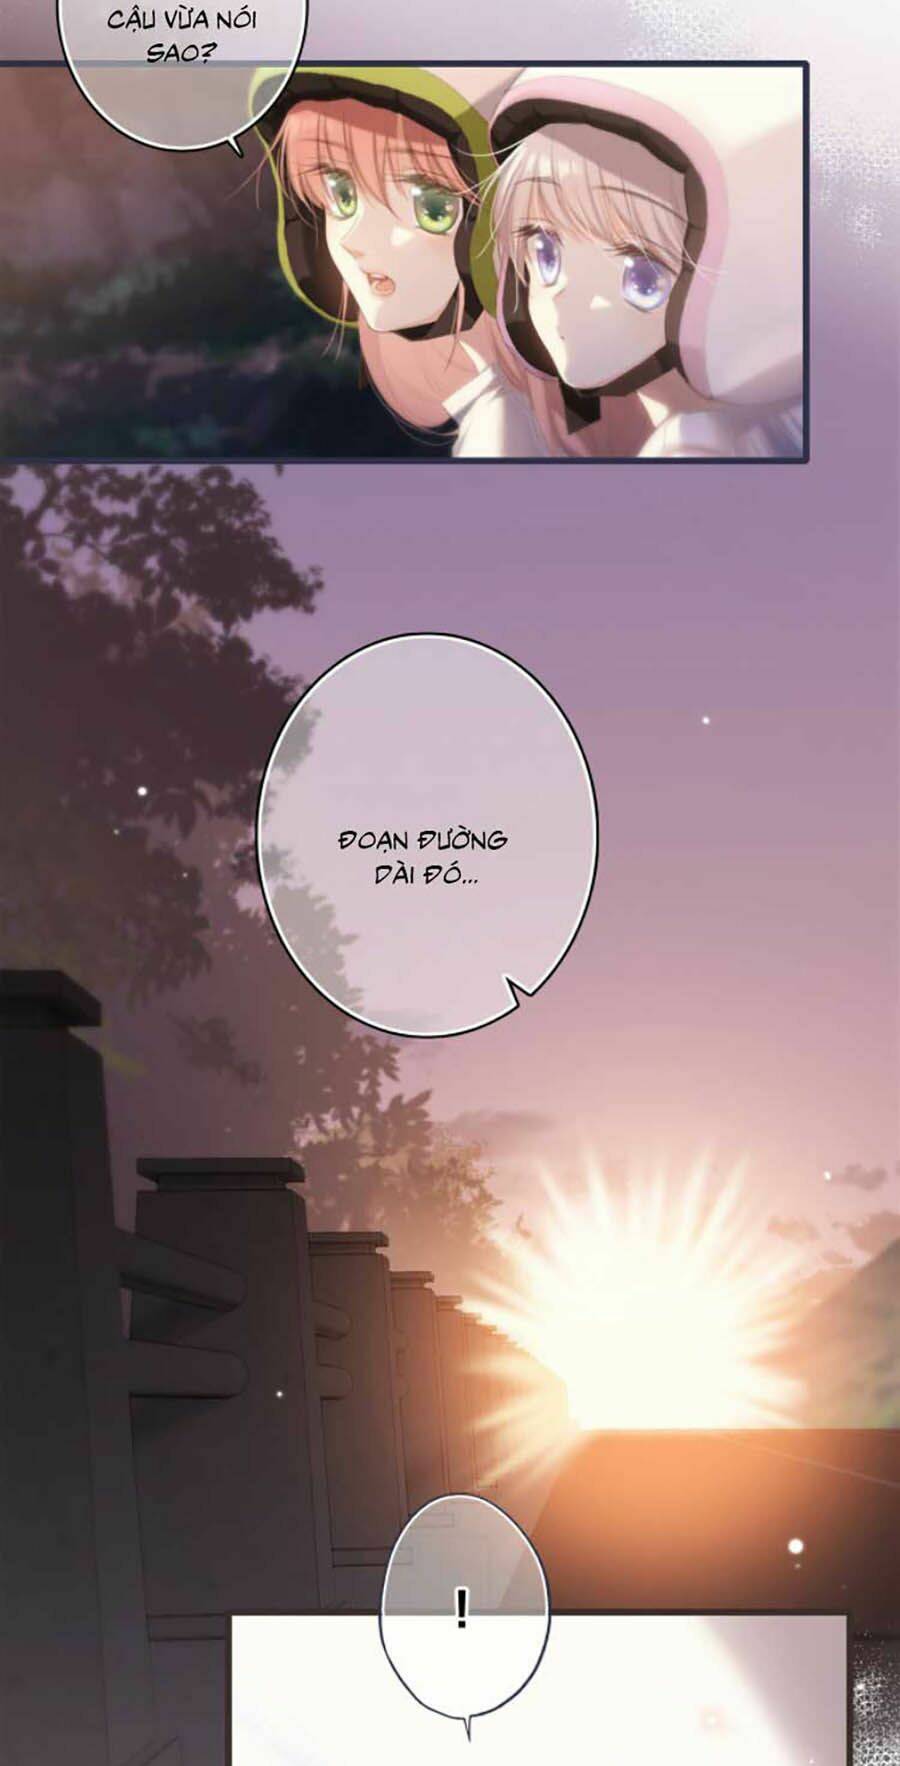 CẬU VỪA NÓI
SAO?
ĐOẠN ĐƯỜNG
DÀI ĐÓ...
!